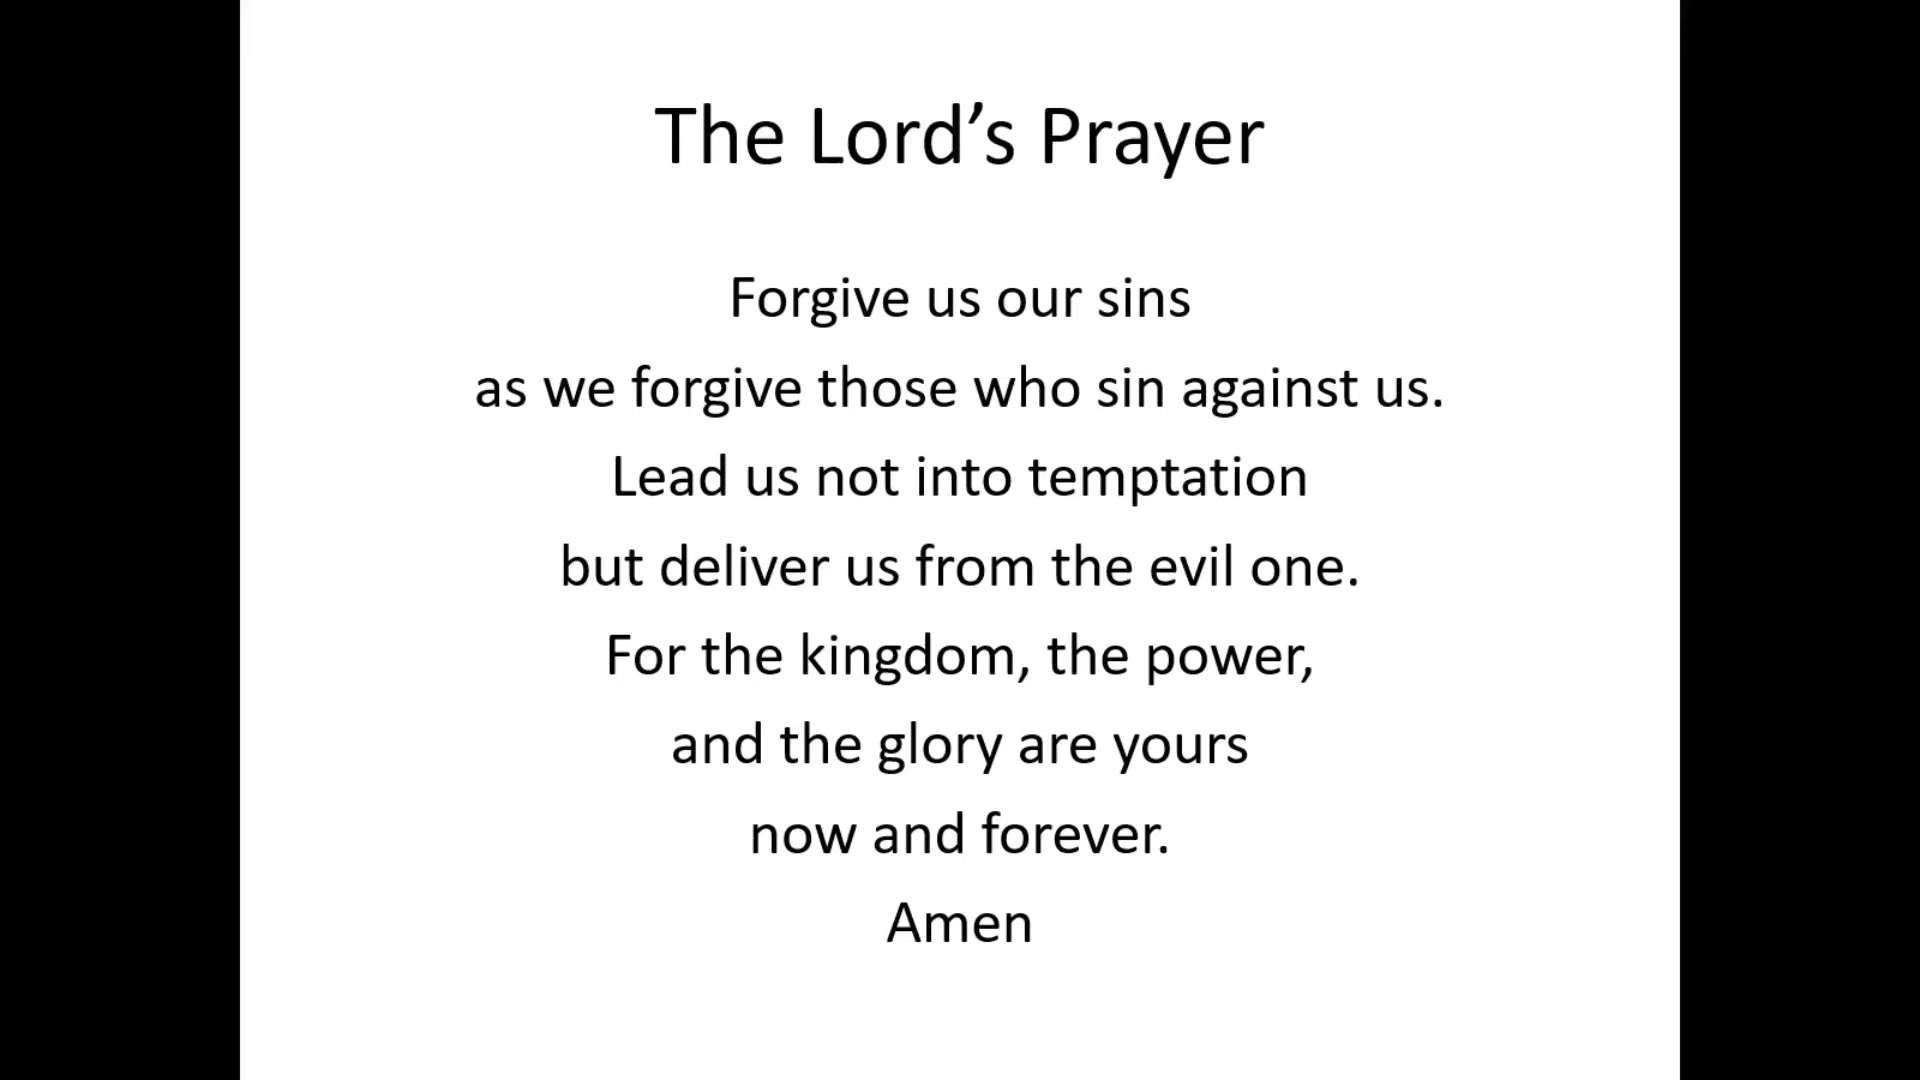 The Lord’s Prayer
Forgive us our sins
as we forgive those who sin against us.
Lead us not into temptation
but deliver us from the evil one.
For the kingdom, the power,
and the glory are yours
now and forever.
Amen